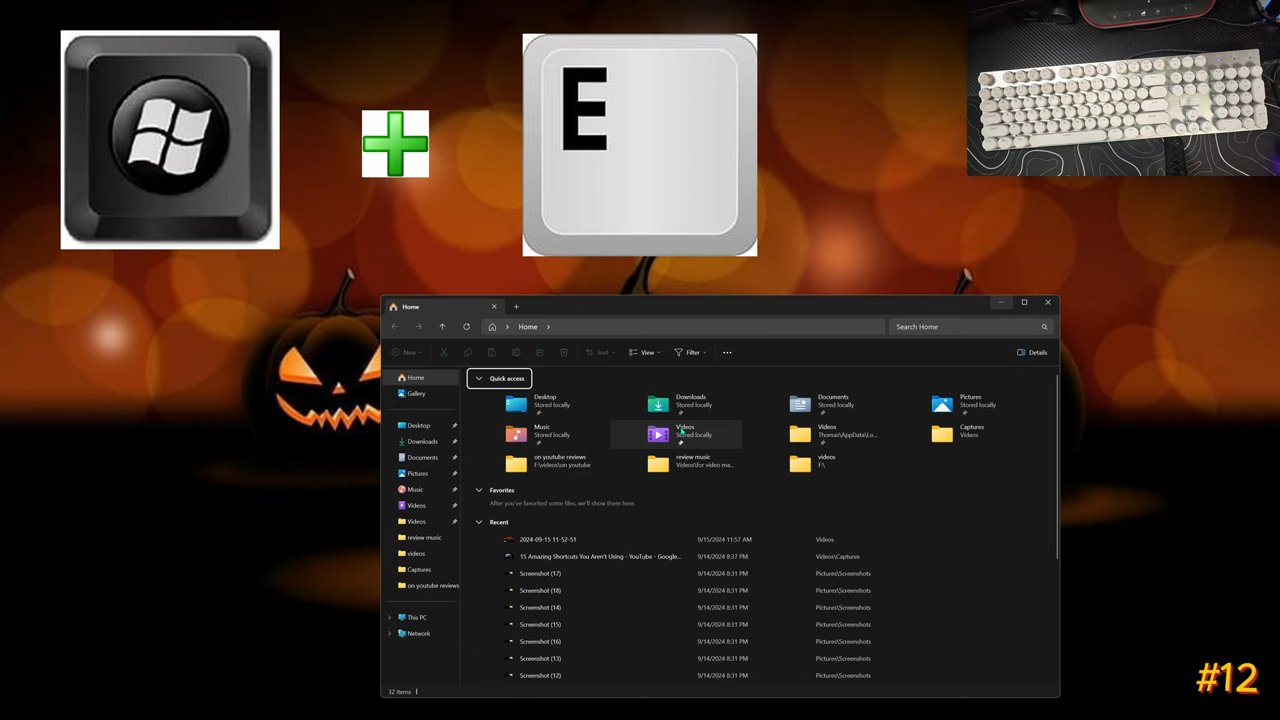 E
Home
Home
Search Home
New
Sort
View
Filter
Details
Home
Gallery
Desktop
Downloads
Documents
Pictures
Music
Videos
Videos
review music
videos
Captures
on youtube reviews
This PC
Network
Quick access
Desktop
Stored locally
Downloads
Stored locally
Documents
Stored locally
Pictures
Stored locally
Music
Stored locally
Videos
Stored locally
Videos
Thomas\AppData\Lo...
Captures
Videos
on youtube reviews
F:\videos\on youtube
review music
Videos\for video ma...
videos
F:\
Favorites
After you've favorited some files, we'll show them here.
Recent
2024-09-15 11-52-51 9/15/2024 11:57 AM Videos
15 Amazing Shortcuts You Aren't Using - YouTube - Google... 9/14/2024 8:37 PM Videos\Captures
Screenshot (17) 9/14/2024 8:31 PM Pictures\Screenshots
Screenshot (18) 9/14/2024 8:31 PM Pictures\Screenshots
Screenshot (14) 9/14/2024 8:31 PM Pictures\Screenshots
Screenshot (15) 9/14/2024 8:31 PM Pictures\Screenshots
Screenshot (16) 9/14/2024 8:31 PM Pictures\Screenshots
Screenshot (13) 9/14/2024 8:31 PM Pictures\Screenshots
Screenshot (12) 9/14/2024 8:31 PM Pictures\Screenshots
32 items
#12